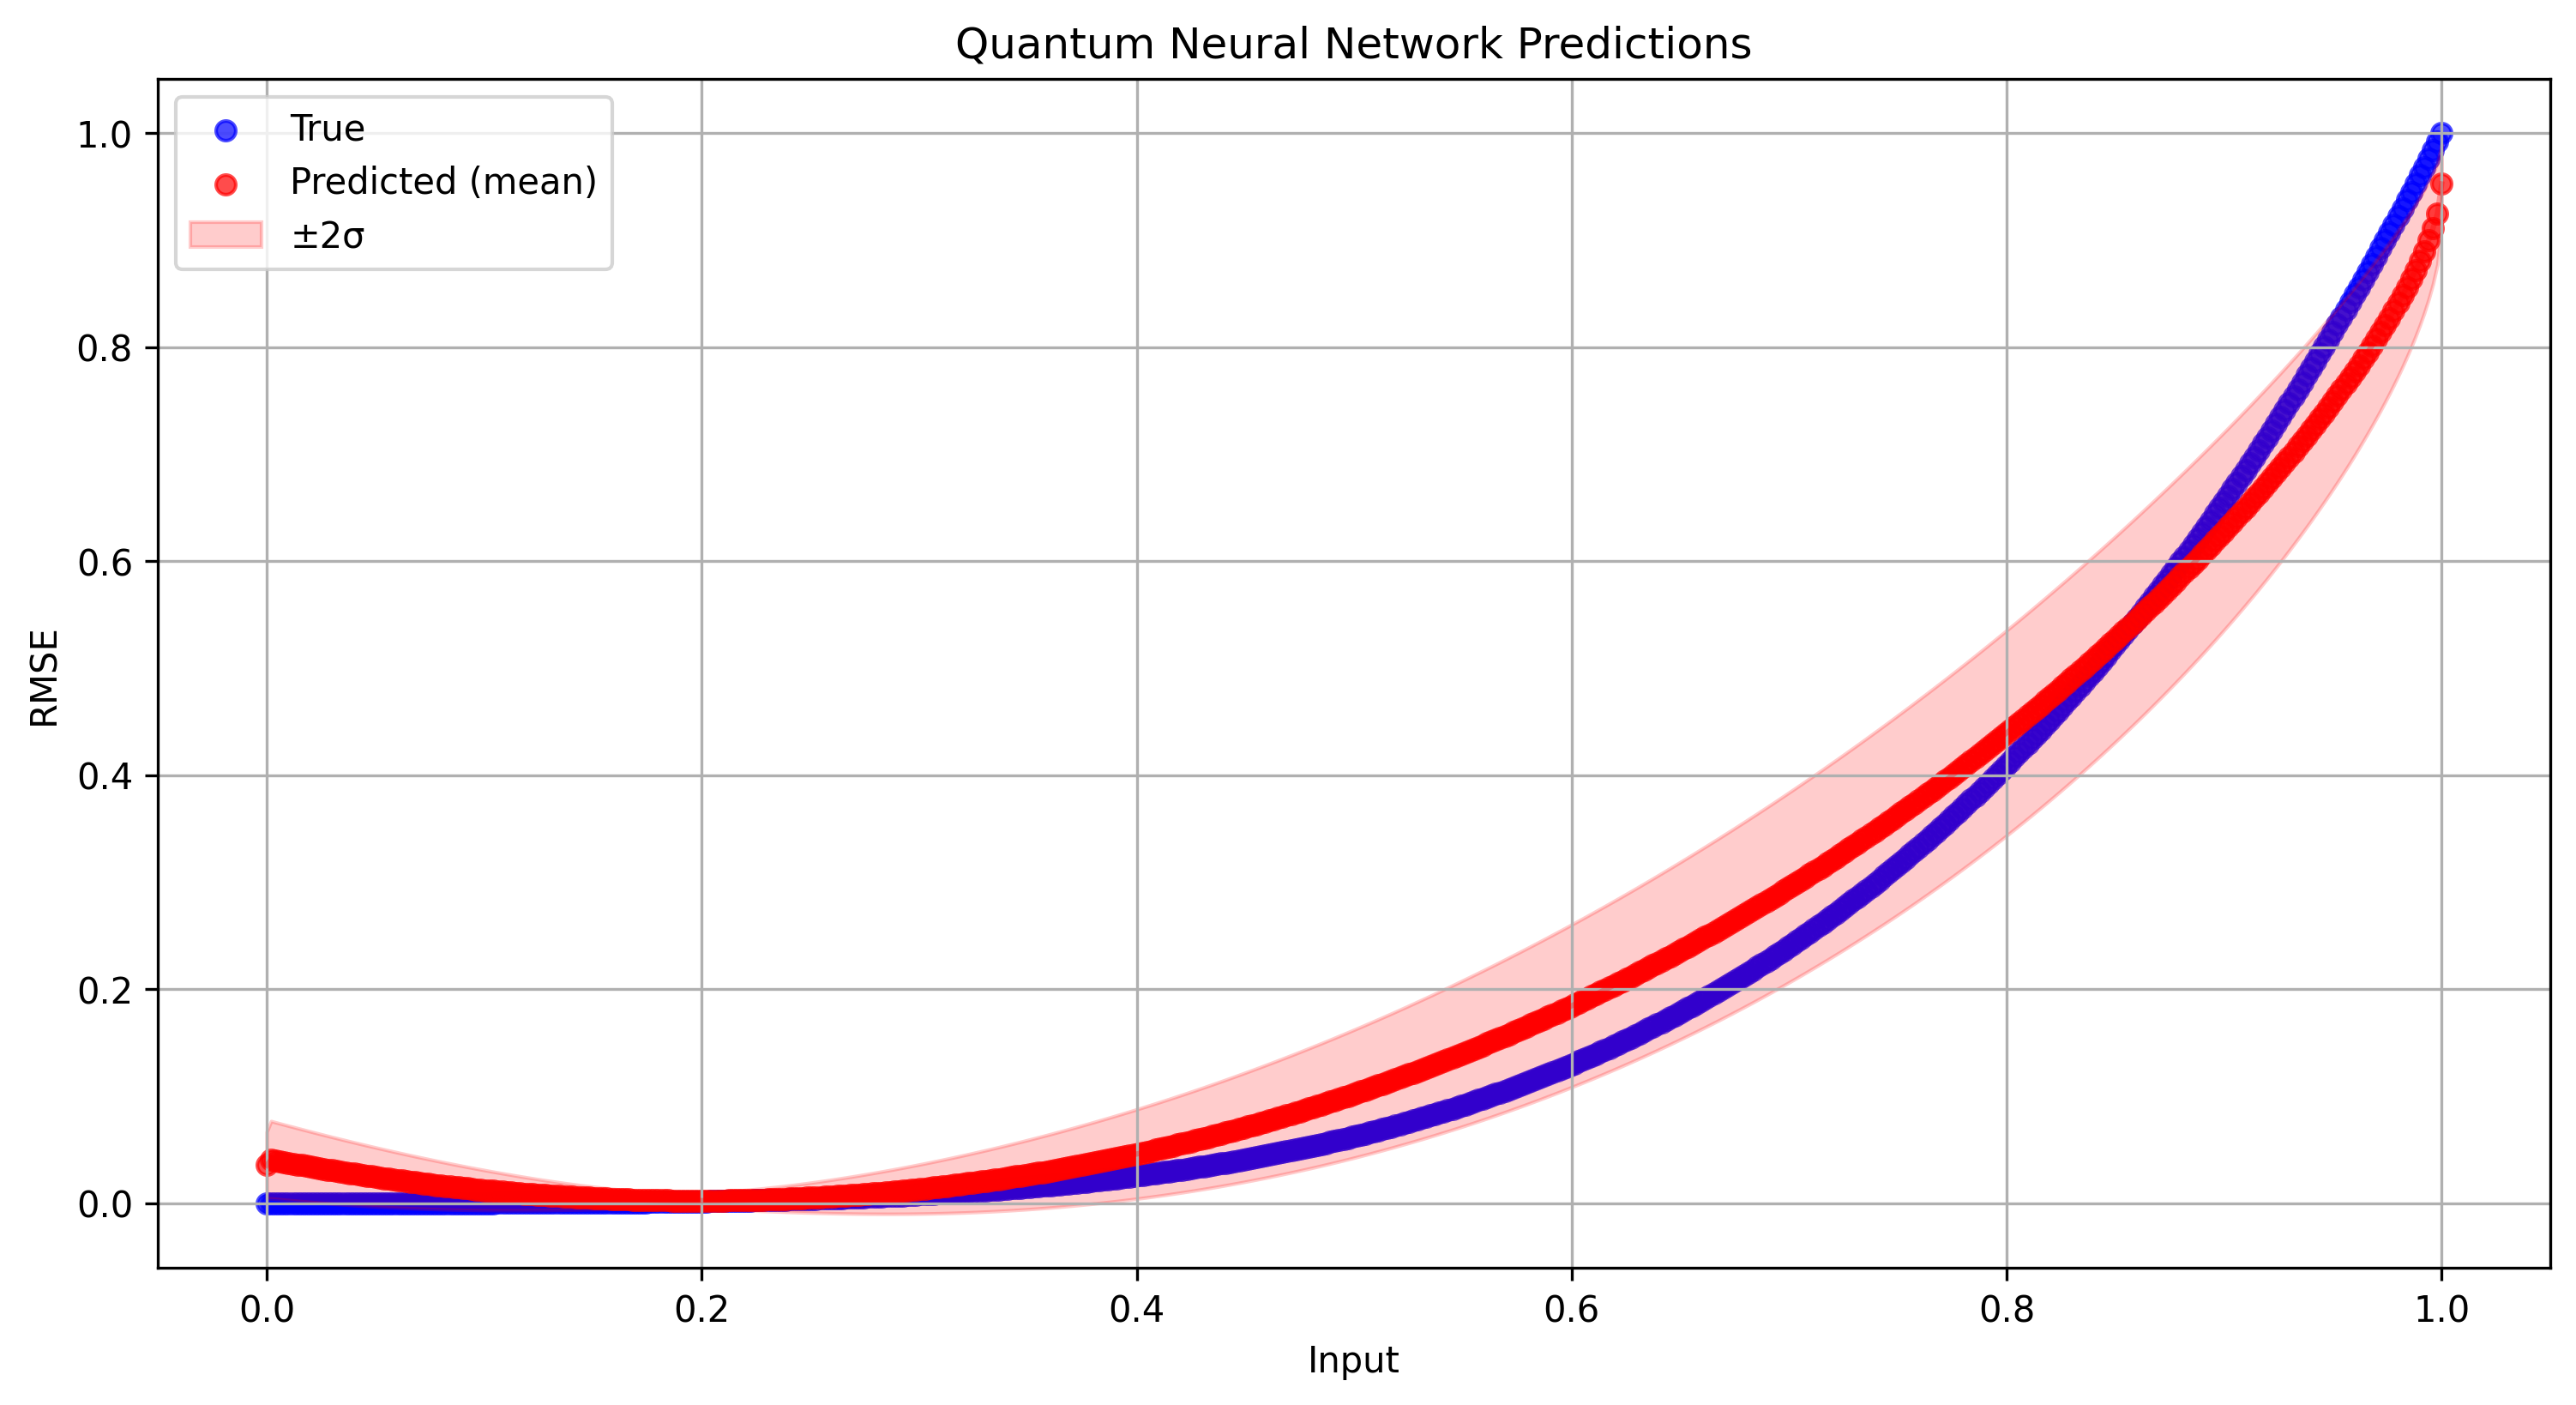 Quantum Neural Network Predictions
True
Predicted (mean)
±2σ
RMSE
1.0
0.8
0.6
0.4
0.2
0.0
0.0 0.2 0.4 0.6 0.8 1.0
Input